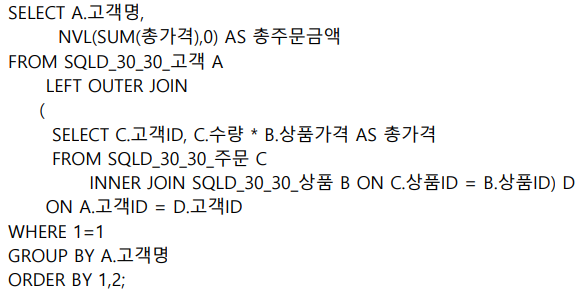 SELECT A.고객명,
NVL(SUM(총가격),0) AS 총주문금액
FROM SQLD_30_30_고객 A
LEFT OUTER JOIN
(
SELECT C.고객ID, C.수량 * B.상품가격 AS 총가격
FROM SQLD_30_30_주문 C
INNER JOIN SQLD_30_30_상품 B ON C.상품ID = B.상품ID) D
ON A.고객ID = D.고객ID
WHERE 1=1
GROUP BY A.고객명
ORDER BY 1,2;